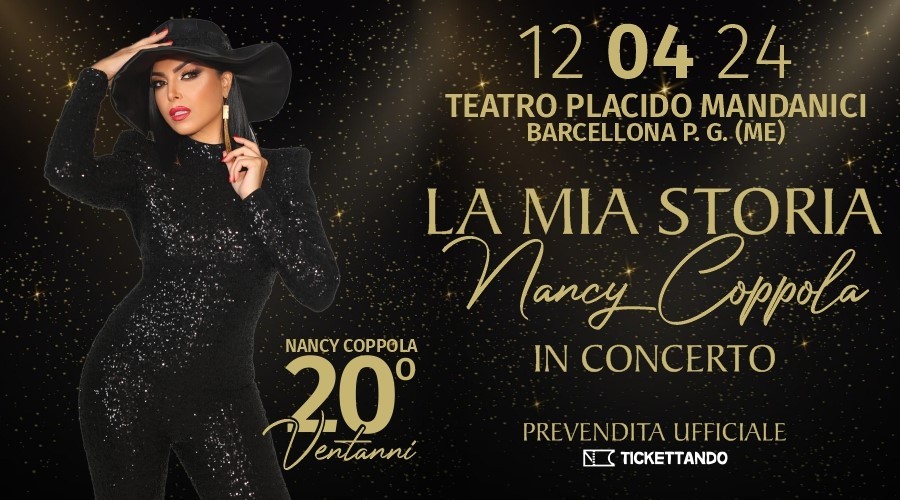 12 04 24
TEATRO PLACIDO MANDANICI
BARCELLONA P. G. (ME)
LA MIA STORIA
Nancy Coppola
IN CONCERTO
NANCY COPPOLA
20º
Ventanni
PREVENDITA UFFICIALE
TICKETTANDO